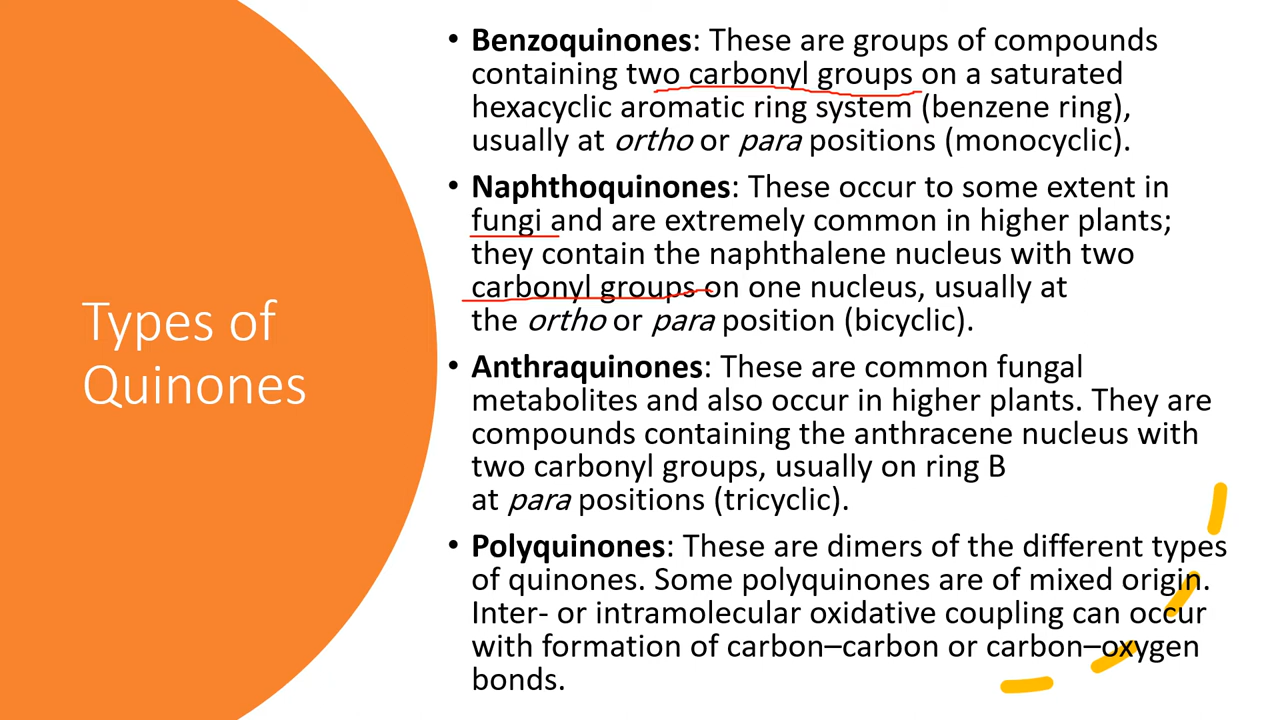 Types of
Quinones
• Benzoquinones: These are groups of compounds
containing two carbonyl groups on a saturated
hexacyclic aromatic ring system (benzene ring),
usually at ortho or para positions (monocyclic).
• Naphthoquinones: These occur to some extent in
fungi and are extremely common in higher plants;
they contain the naphthalene nucleus with two
carbonyl groups on one nucleus, usually at
the ortho or para position (bicyclic).
• Anthraquinones: These are common fungal
metabolites and also occur in higher plants. They are
compounds containing the anthracene nucleus with
two carbonyl groups, usually on ring B
at para positions (tricyclic).
• Polyquinones: These are dimers of the different types
of quinones. Some polyquinones are of mixed origin.
Inter- or intramolecular oxidative coupling can occur
with formation of carbon–carbon or carbon–oxygen
bonds.